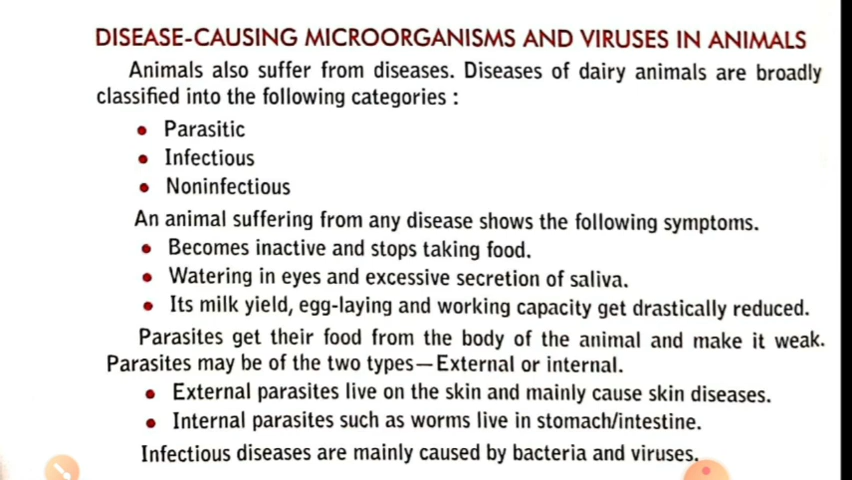 DISEASE-CAUSING MICROORGANISMS AND VIRUSES IN ANIMALS
Animals also suffer from diseases. Diseases of dairy animals are broadly
classified into the following categories :
• Parasitic
• Infectious
• Noninfectious
An animal suffering from any disease shows the following symptoms.
• Becomes inactive and stops taking food.
• Watering in eyes and excessive secretion of saliva.
• Its milk yield, egg-laying and working capacity get drastically reduced.
Parasites get their food from the body of the animal and make it weak.
Parasites may be of the two types—External or internal.
• External parasites live on the skin and mainly cause skin diseases.
• Internal parasites such as worms live in stomach/intestine.
Infectious diseases are mainly caused by bacteria and viruses.